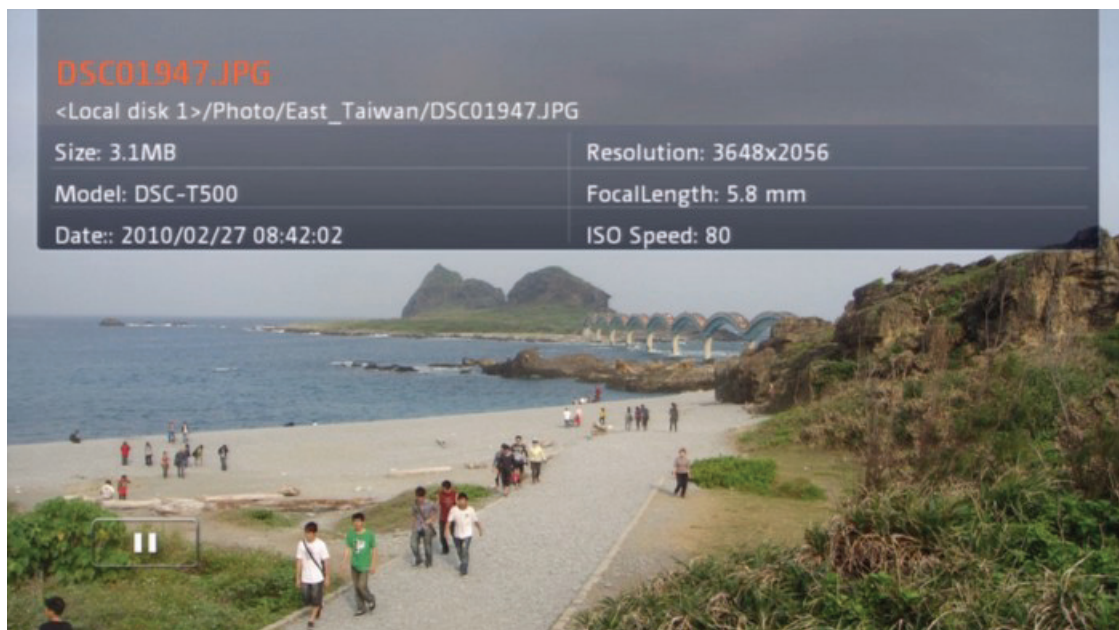 DSC01947.JPG
<Local disk 1>/Photo/East_Taiwan/DSC01947.JPG
Size: 3.1MB
Resolution: 3648x2056
Model: DSC-T500
FocalLength: 5.8 mm
Date:: 2010/02/27 08:42:02
ISO Speed: 80